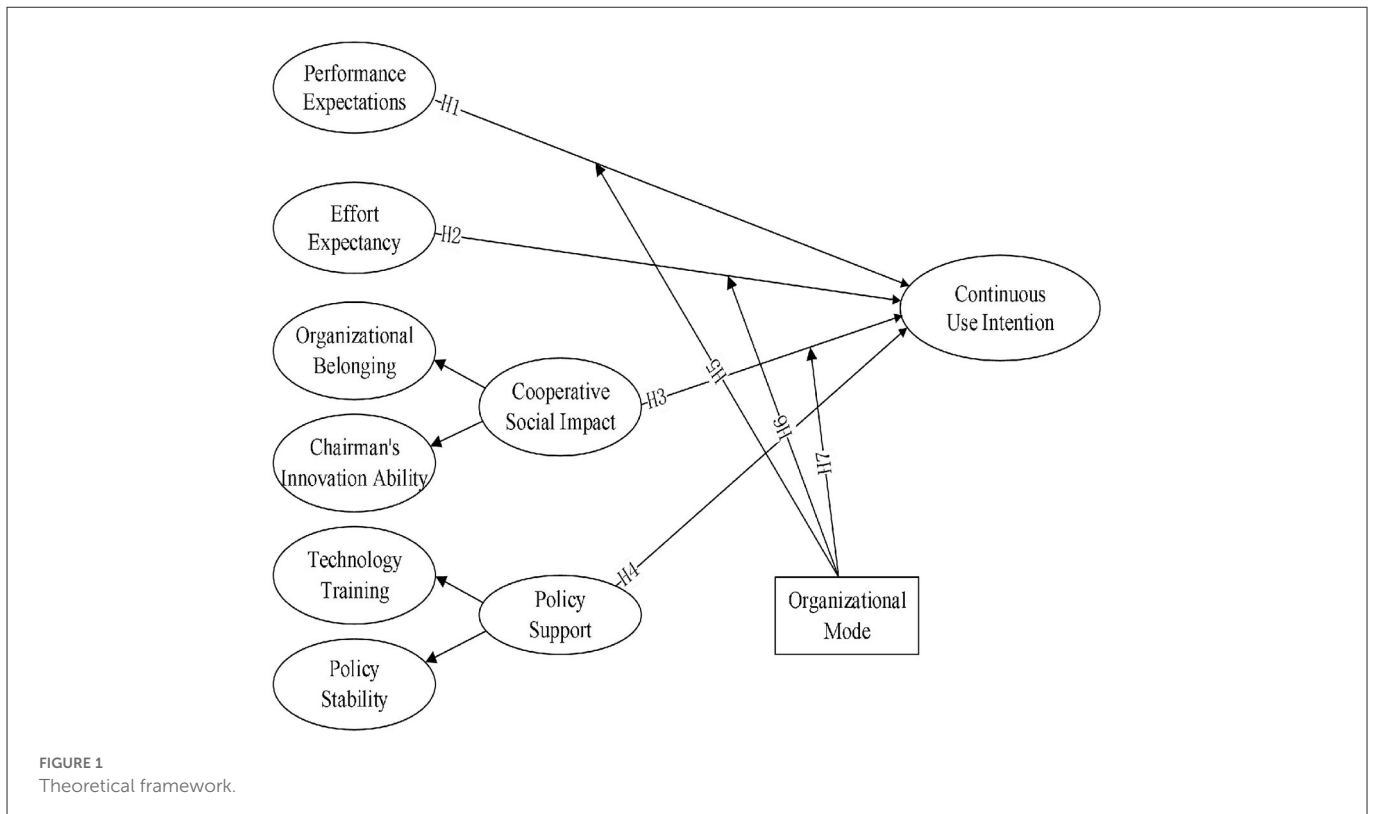 Performance
Expectations
H1
Effort
Expectancy
H2
Continuous
Use Intention
Organizational
Belonging
Cooperative
Social Impact
H3
H5
H6
H7
Chairman's
Innovation Ability
Technology
Training
Policy
Support
H4
Organizational
Mode
Policy
Stability
FIGURE 1
Theoretical framework.